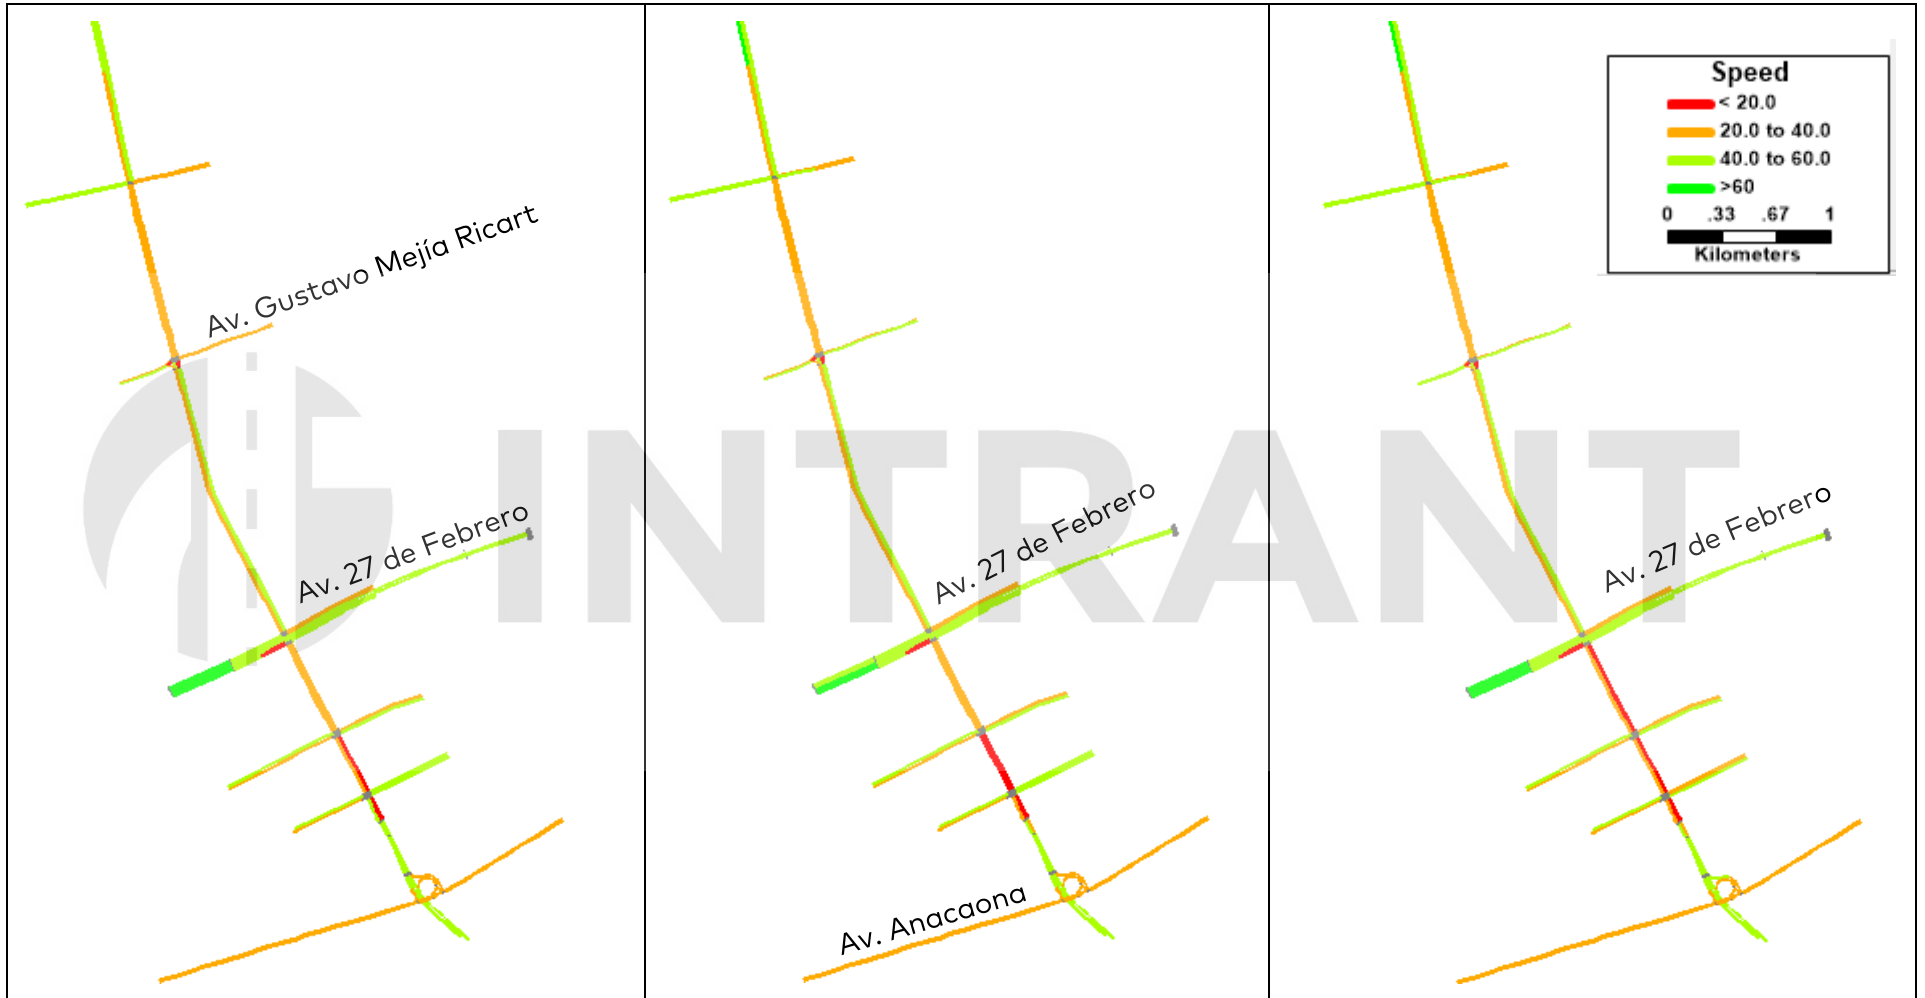 Speed
< 20.0
20.0 to 40.0
40.0 to 60.0
>60
0 .33 .67 1
Kilometers
Av. Gustavo Mejía Ricart
Av. 27 de Febrero
Av. 27 de Febrero
Av. 27 de Febrero
INTRANT
Av. Anacaona